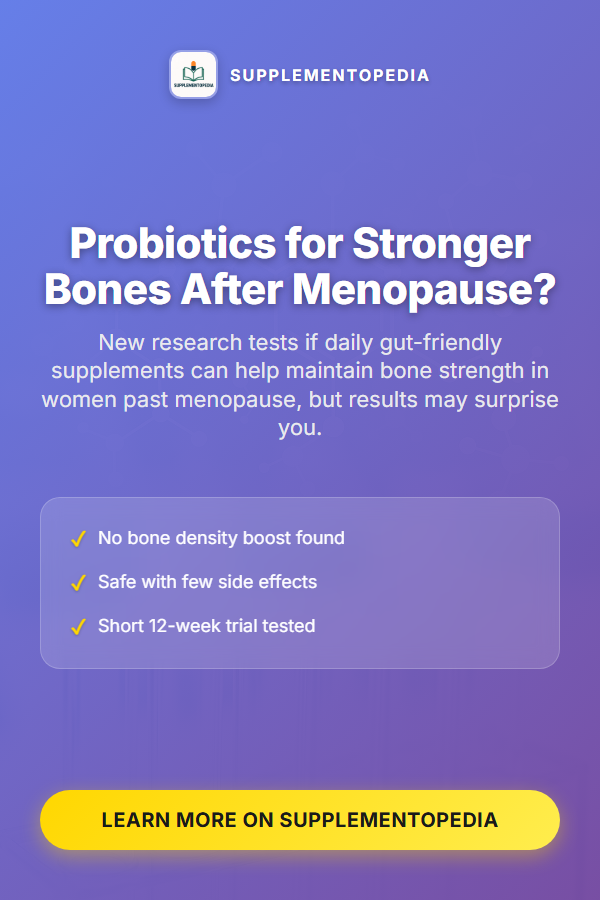 SUPPLEMENTOPEDIA
SUPPLEMENTOPEDIA
Probiotics for Stronger
Bones After Menopause?
New research tests if daily gut-friendly
supplements can help maintain bone strength in
women past menopause, but results may surprise
you.
✓ No bone density boost found
✓ Safe with few side effects
✓ Short 12-week trial tested
LEARN MORE ON SUPPLEMENTOPEDIA